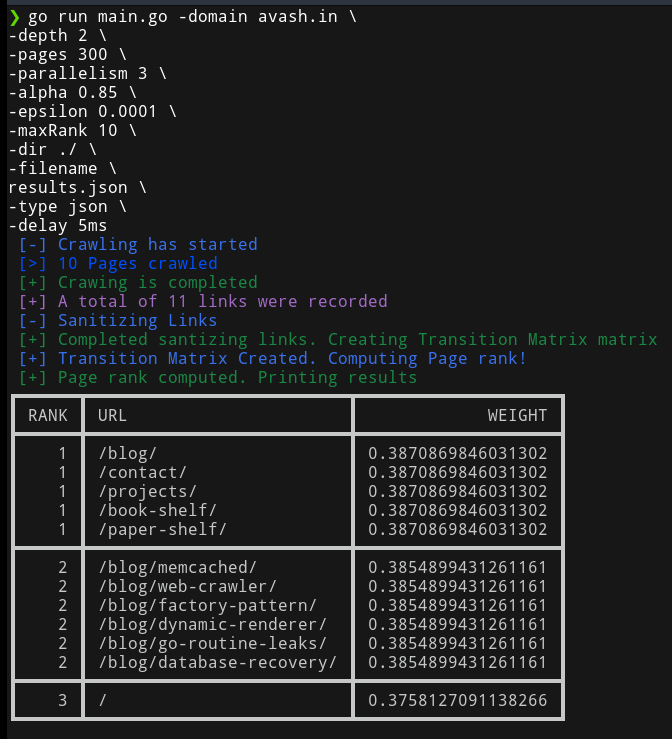 ❯ go run main.go -domain avash.in \
-depth 2 \
-pages 300 \
-parallelism 3 \
-alpha 0.85 \
-epsilon 0.0001 \
-maxRank 10 \
-dir ./ \
-filename \
results.json \
-type json \
-delay 5ms
[-] Crawling has started
[>] 10 Pages crawled
[+] Crawing is completed
[+] A total of 11 links were recorded
[-] Sanitizing Links
[+] Completed santizing links. Creating Transition Matrix matrix
[+] Transition Matrix Created. Computing Page rank!
[+] Page rank computed. Printing results
RANK URL WEIGHT
1 /blog/ 0.3870869846031302
1 /contact/ 0.3870869846031302
1 /projects/ 0.3870869846031302
1 /book-shelf/ 0.3870869846031302
1 /paper-shelf/ 0.3870869846031302
2 /blog/memcached/ 0.3854899431261161
2 /blog/web-crawler/ 0.3854899431261161
2 /blog/factory-pattern/ 0.3854899431261161
2 /blog/dynamic-renderer/ 0.3854899431261161
2 /blog/go-routine-leaks/ 0.3854899431261161
2 /blog/database-recovery/ 0.3854899431261161
3 / 0.3758127091138266